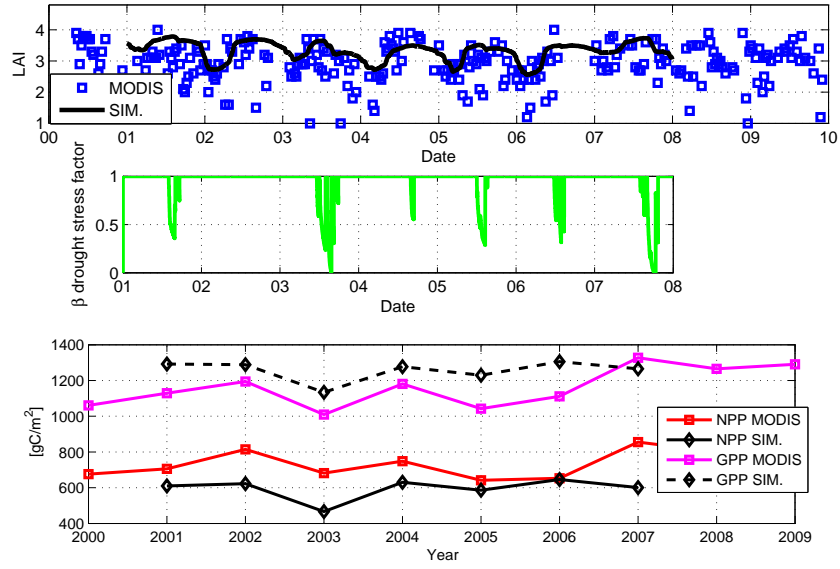 4
3
2
1
LAI
MODIS
SIM.
00 01 02 03 04 05 06 07 08 09 10
Date
β drought stress factor
1
0.5
0
01 02 03 04 05 06 07 08
Date
1400
1200
1000
800
600
400
[gC/m²]
NPP MODIS
NPP SIM.
GPP MODIS
GPP SIM.
2000 2001 2002 2003 2004 2005 2006 2007 2008 2009
Year